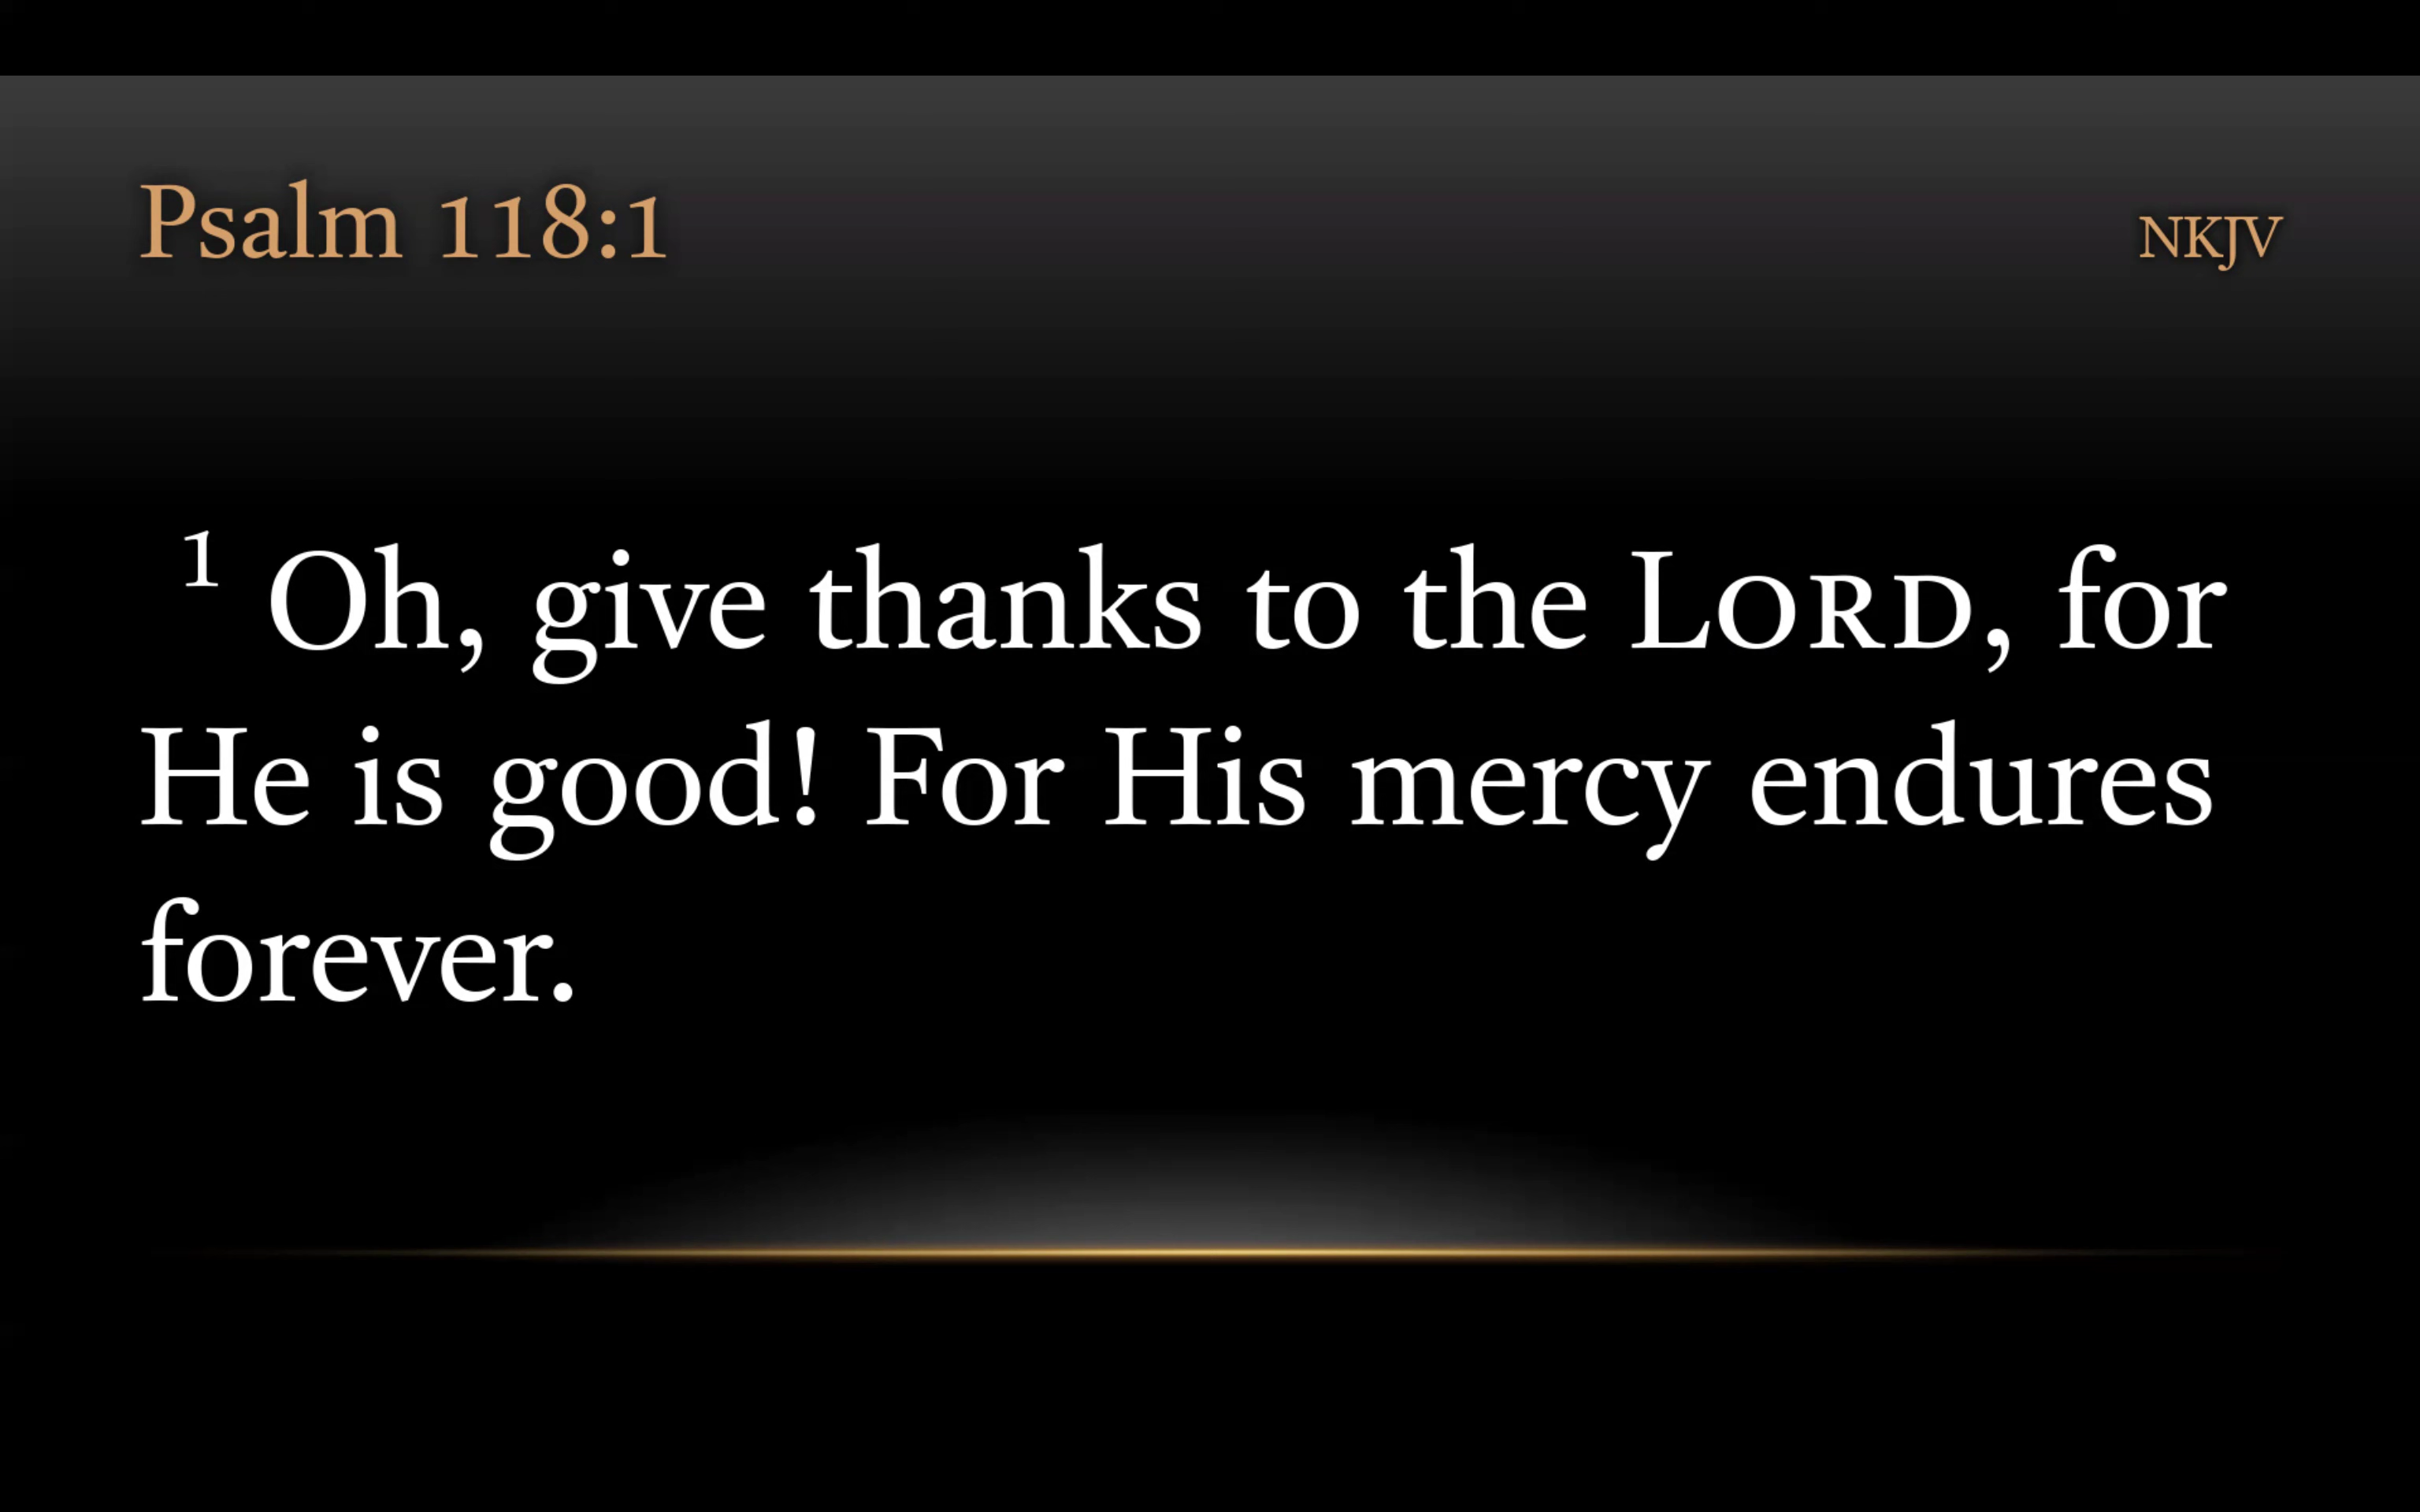 Psalm 118:1
NKJV
1 Oh, give thanks to the LORD, for
He is good! For His mercy endures
forever.